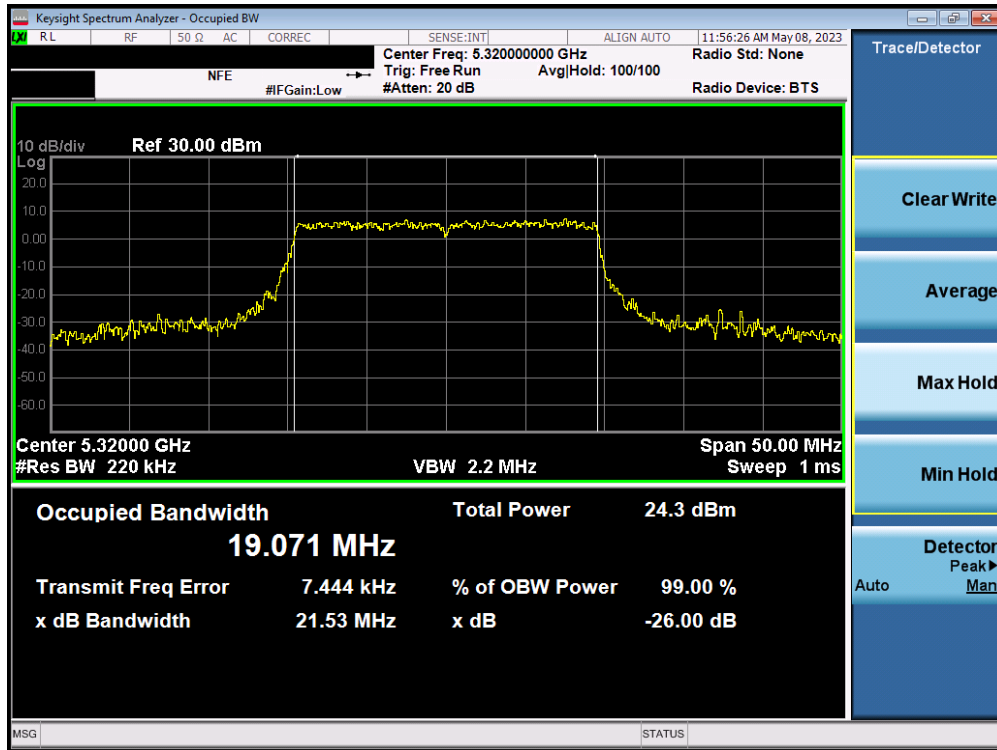 Keysight Spectrum Analyzer - Occupied BW
LXI RL RF 50 Ω AC CORREC SENSE:INT ALIGN AUTO 11:56:26 AM May 08, 2023
Center Freq: 5.320000000 GHz Radio Std: None
NFE Trig: Free Run Avg|Hold: 100/100
#IFGain:Low #Atten: 20 dB Radio Device: BTS
10 dB/div Ref 30.00 dBm
Log
20.0
10.0
0.00
-10.0
-20.0
-30.0
-40.0
-50.0
-60.0
Center 5.32000 GHz Span 50.00 MHz
#Res BW 220 kHz VBW 2.2 MHz Sweep 1 ms
Occupied Bandwidth Total Power 24.3 dBm
19.071 MHz
Transmit Freq Error 7.444 kHz % of OBW Power 99.00 %
x dB Bandwidth 21.53 MHz x dB -26.00 dB
MSG STATUS
Trace/Detector
Clear Write
Average
Max Hold
Min Hold
Detector
Peak▶
Auto Man